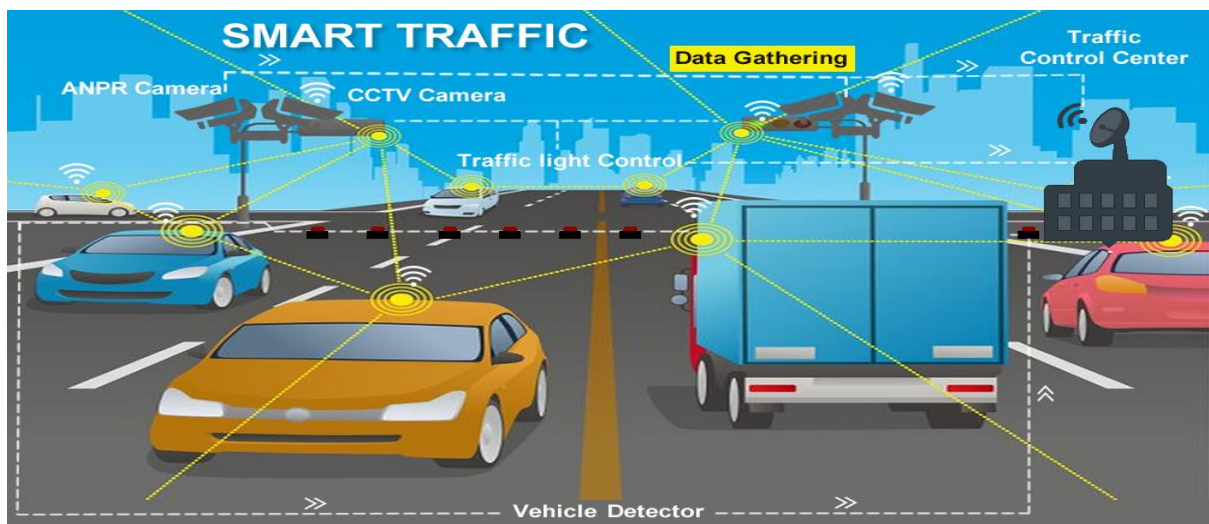 SMART TRAFFIC
Data Gathering
Traffic
Control Center
ANPR Camera
CCTV Camera
Traffic light Control
Vehicle Detector